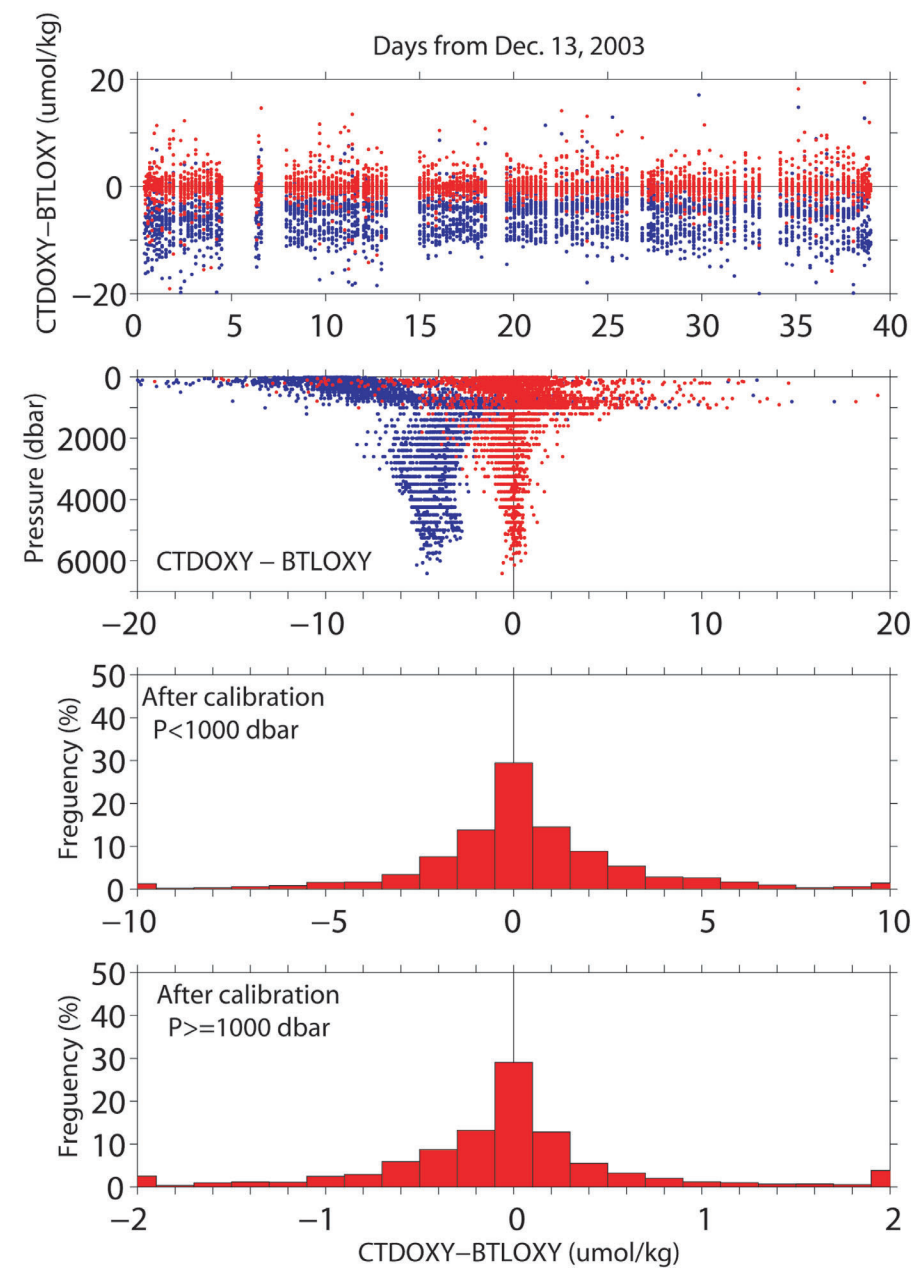 Days from Dec. 13, 2003
CTDOXY−BTLOXY (umol/kg)
20
0
−20
0 5 10 15 20 25 30 35 40
Pressure (dbar)
0
2000
4000
6000
CTDOXY − BTLOXY
−20 −10 0 10 20
Freguency (%)
50
40
30
20
10
0
After calibration
P<1000 dbar
−10 −5 0 5 10
Freguency (%)
50
40
30
20
10
0
After calibration
P>=1000 dbar
−2 −1 0 1 2
CTDOXY−BTLOXY (umol/kg)